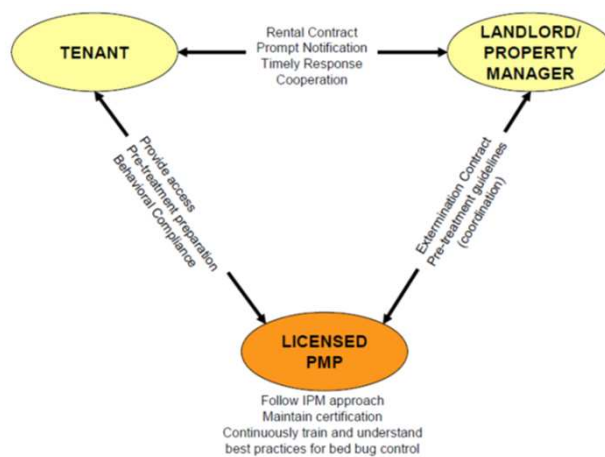 TENANT
Rental Contract
Prompt Notification
Timely Response
Cooperation
LANDLORD/
PROPERTY
MANAGER
Provide access
Pre-treatment preparation
Behavioral Compliance
Extermination Contract
Pre-treatment guidelines
(coordination)
LICENSED
PMP
Follow IPM approach
Maintain certification
Continuously train and understand
best practices for bed bug control